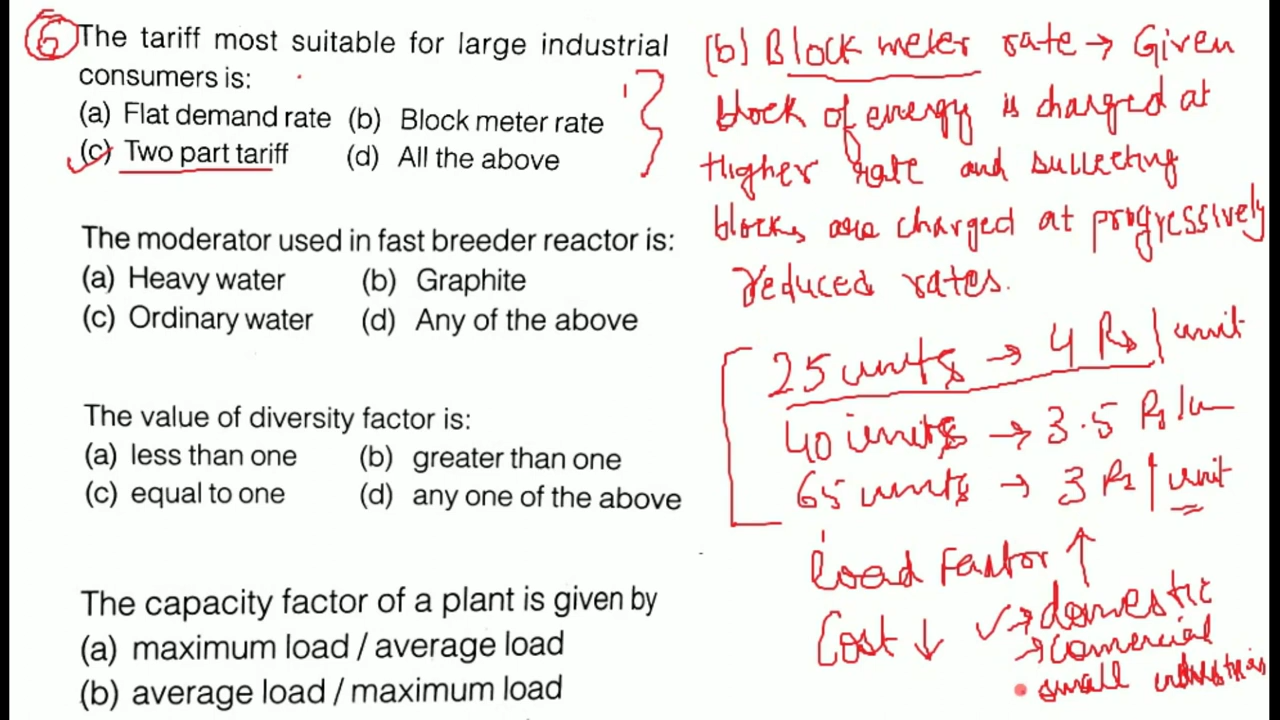 6 The tariff most suitable for large industrial
consumers is:
(a) Flat demand rate (b) Block meter rate
(c) Two part tariff (d) All the above
The moderator used in fast breeder reactor is:
(a) Heavy water (b) Graphite
(c) Ordinary water (d) Any of the above
The value of diversity factor is:
(a) less than one (b) greater than one
(c) equal to one (d) any one of the above
The capacity factor of a plant is given by
(a) maximum load / average load
(b) average load / maximum load
(b) Block meter rate → Given
block of energy is charged at
Higher rate and
blocks are charged at progressively
reduced rates.
25 units → 4 Rs / unit
40 units → 3.5 Rs / u
65 units → 3 Rs / unit
Load Factor ↑
Cost ↓ ✓ → domestic
→ comercial
small